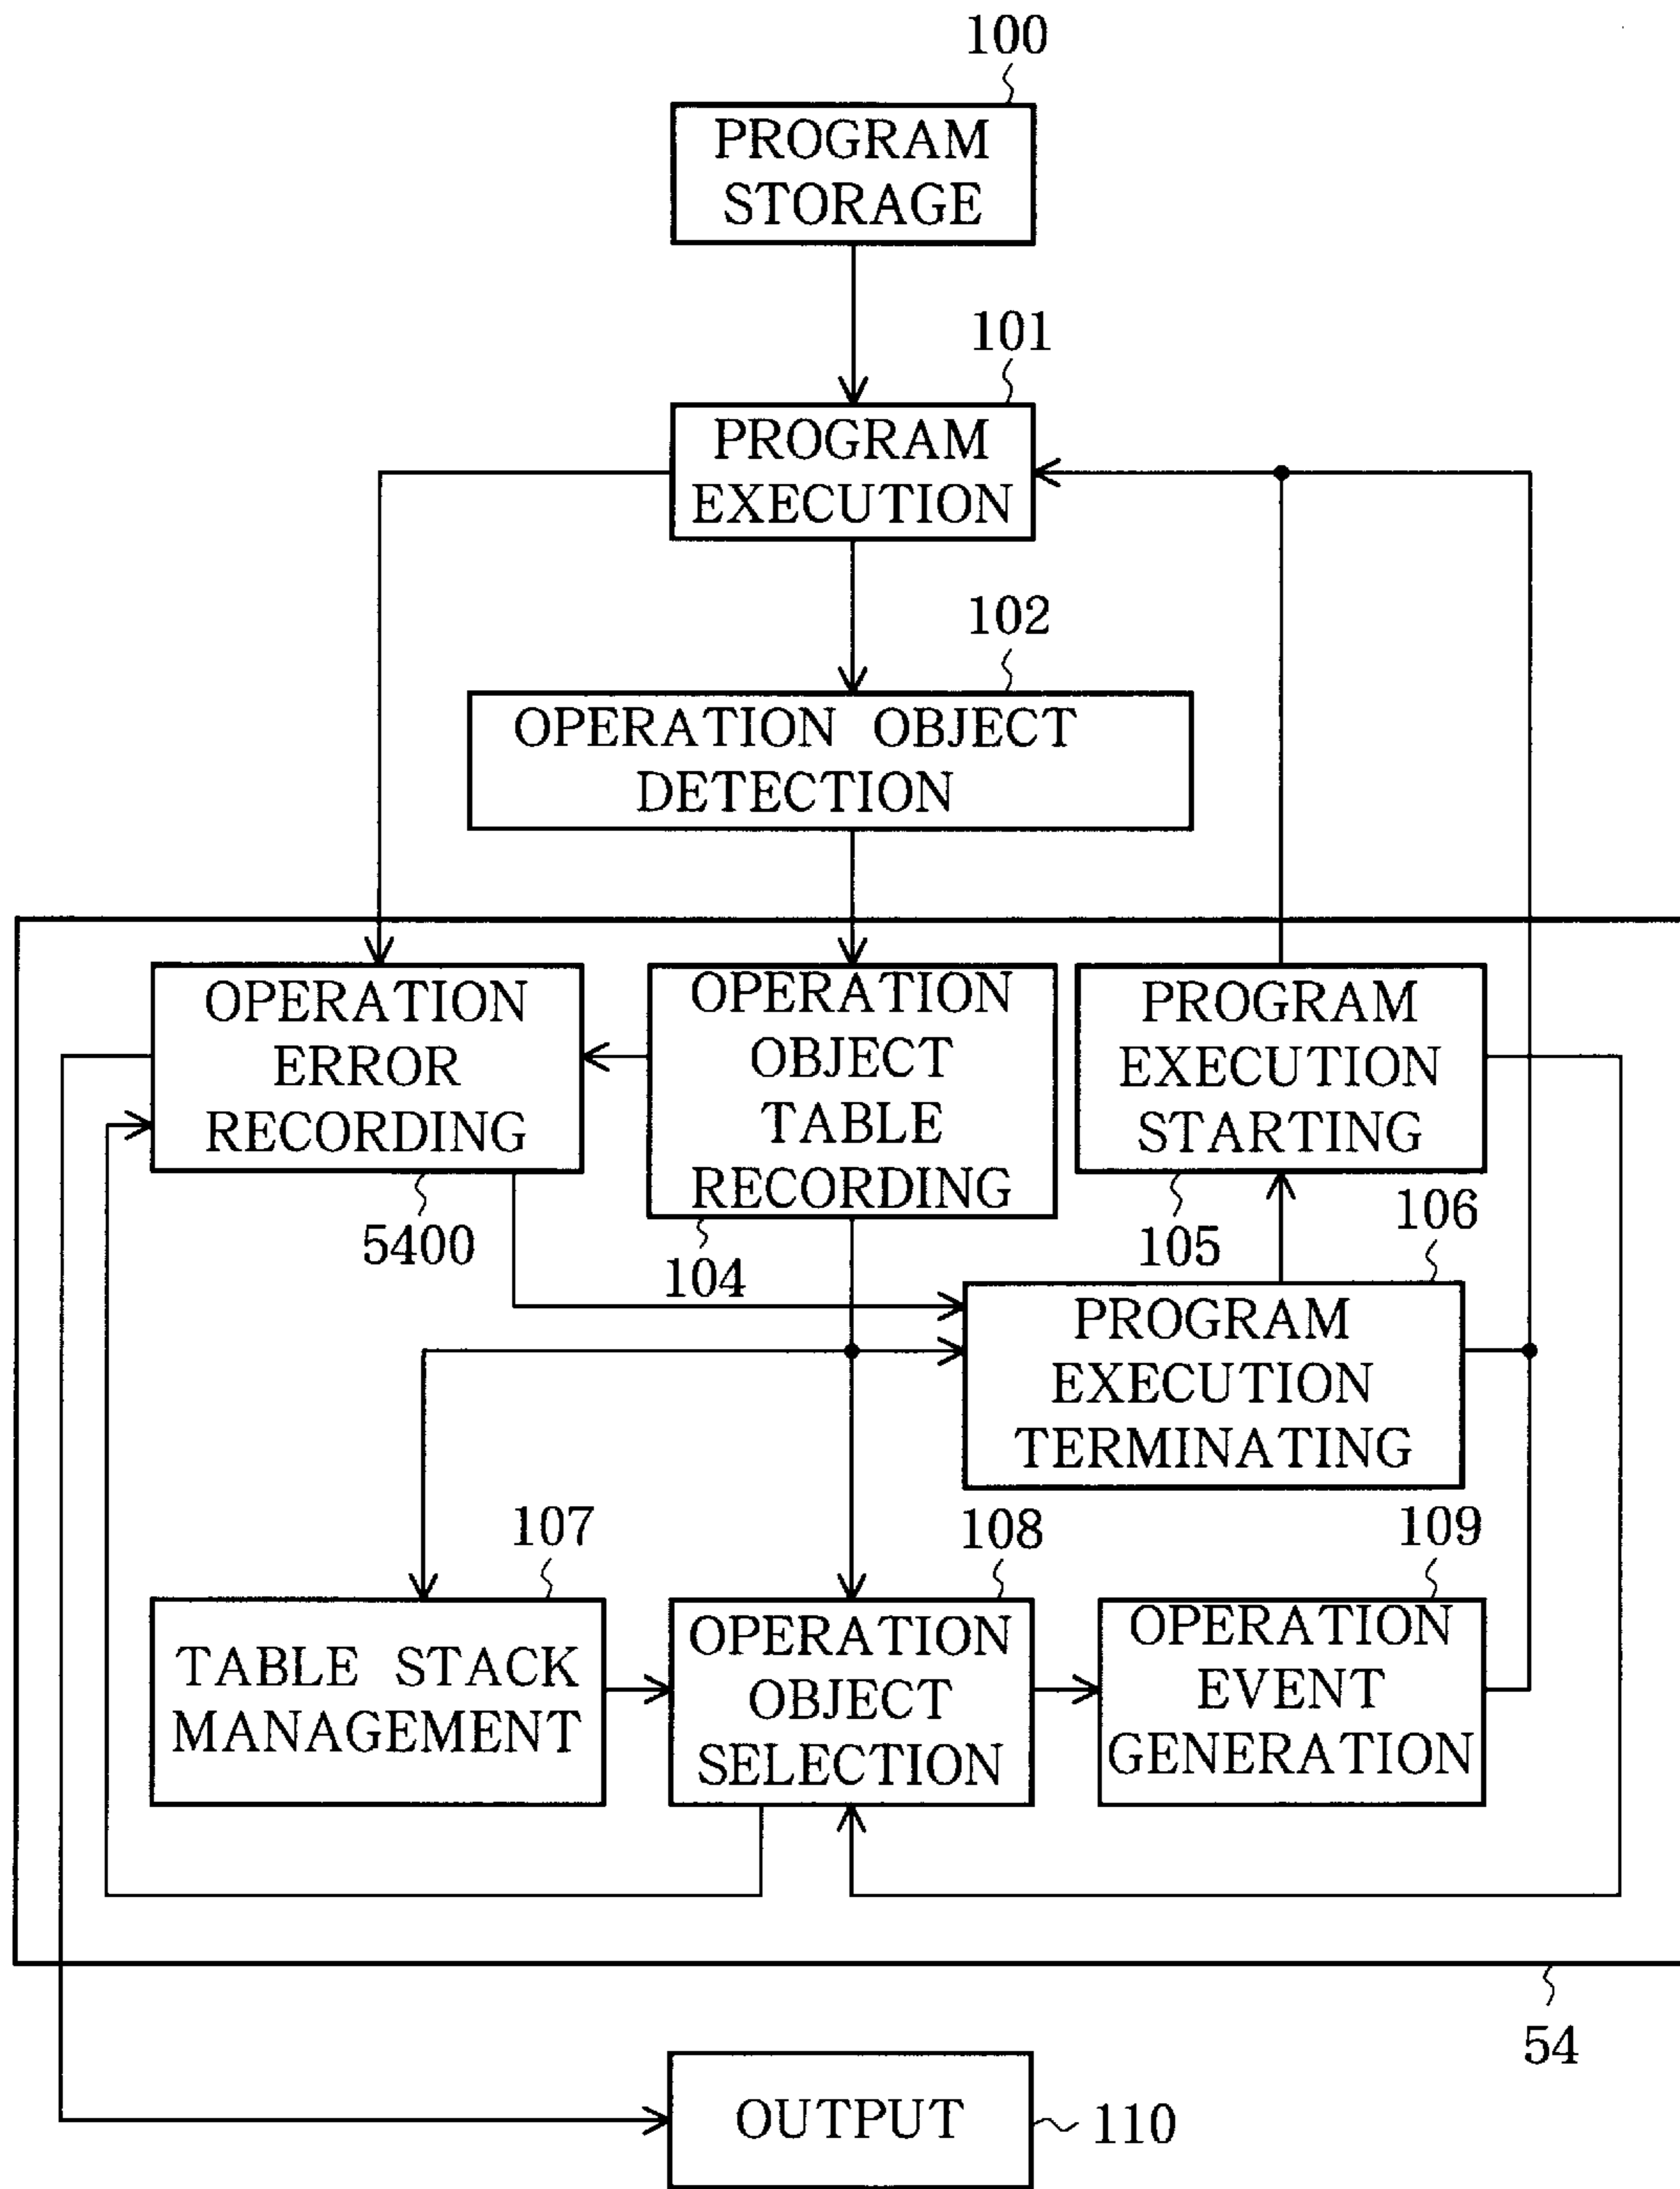 100
PROGRAM
STORAGE
101
PROGRAM
EXECUTION
102
OPERATION OBJECT
DETECTION
OPERATION
ERROR
RECORDING
5400
OPERATION
OBJECT
TABLE
RECORDING
104
PROGRAM
EXECUTION
STARTING
105
106
PROGRAM
EXECUTION
TERMINATING
107
TABLE STACK
MANAGEMENT
108
OPERATION
OBJECT
SELECTION
109
OPERATION
EVENT
GENERATION
54
OUTPUT
110